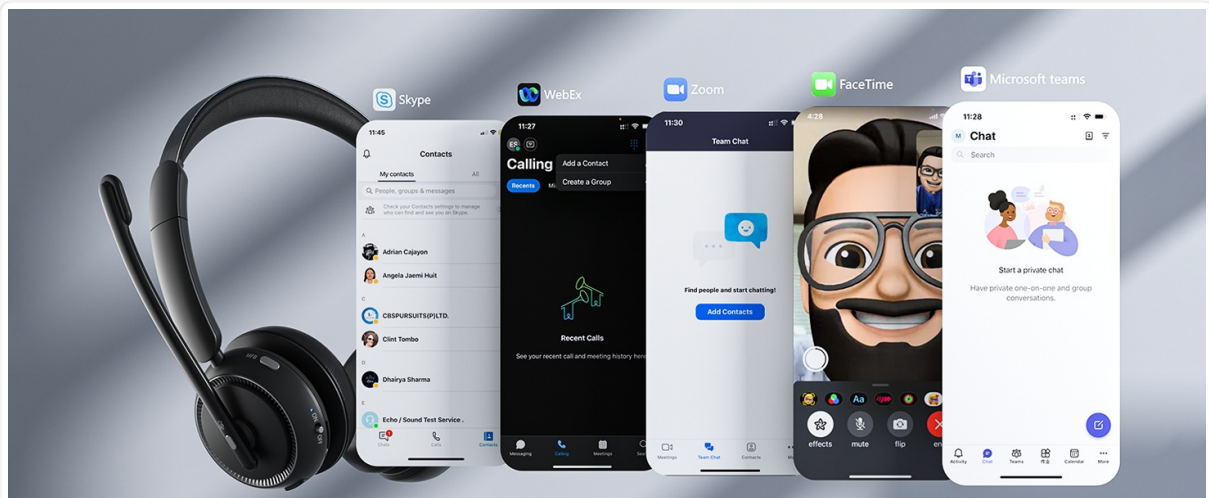 Skype
11:45
Contacts
My contacts
All
People, groups & messages
Check your Contacts settings to manage
who can find and see you on Skype.
A
Adrian Cajayon
Angela Jaemi Huit
C
CBSPURSUITS(P)LTD.
Clint Tombo
D
Dhairya Sharma
E
Echo / Sound Test Service .
1
Chats
Calls
Contacts
WebEx
11:27
ES
Calling
Add a Contact
Create a Group
Recents
Recent Calls
See your recent call and meeting history here
Messaging
Calling
Meetings
Zoom
11:30
Team Chat
Find people and start chatting!
Add Contacts
Meetings
Team Chat
Contacts
FaceTime
4:28
Aa
effects
mute
flip
Microsoft teams
11:28
M
Chat
Search
Start a private chat
Have private one-on-one and group
conversations.
Activity
Chat
Teams
作业
Calendar
More
ON
OFF